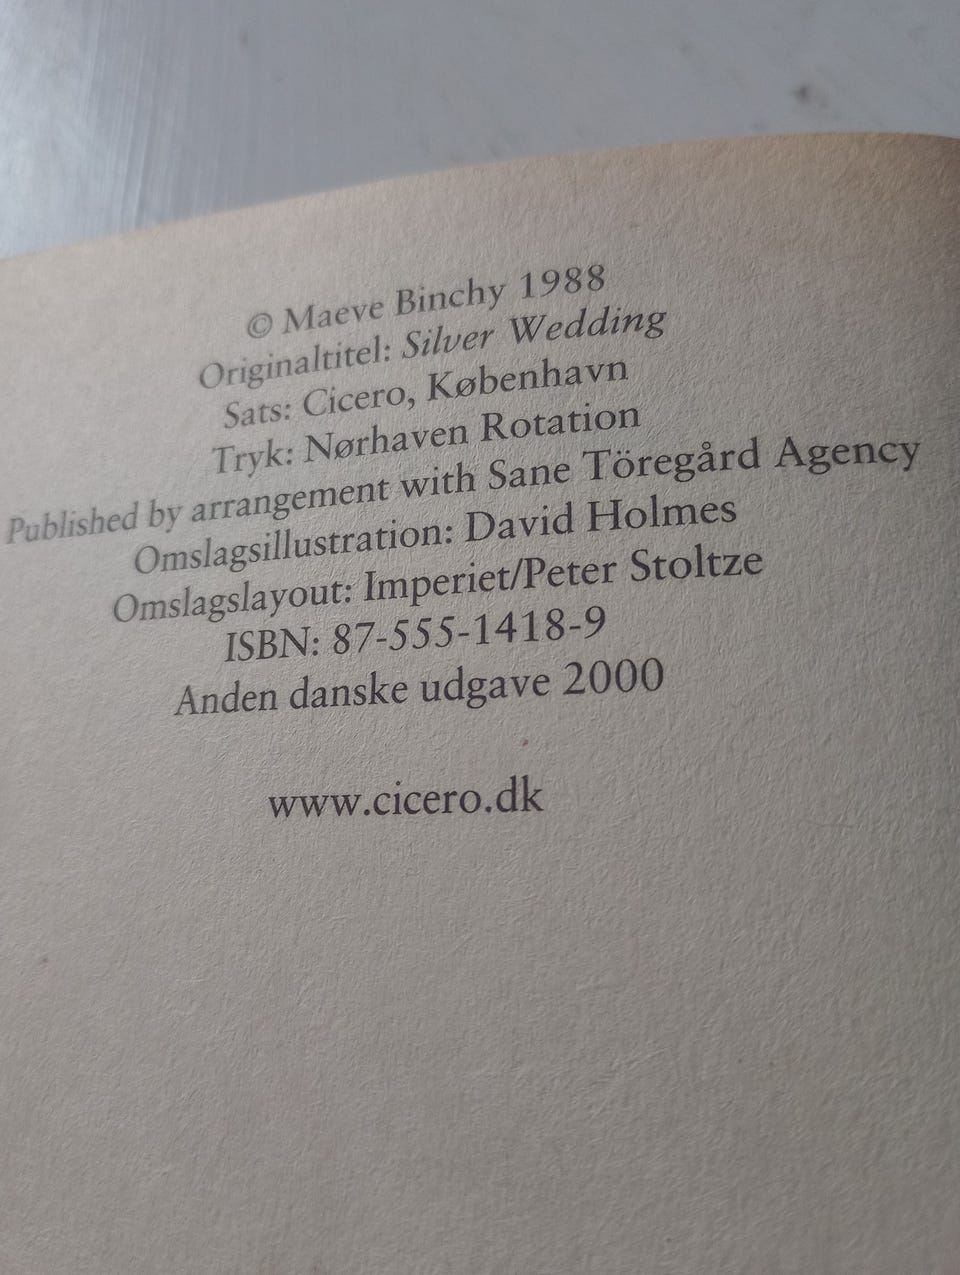 © Maeve Binchy 1988
Originaltitel: Silver Wedding
Sats: Cicero, København
Tryk: Nørhaven Rotation
Published by arrangement with Sane Töregård Agency
Omslagsillustration: David Holmes
Omslagslayout: Imperiet/Peter Stoltze
ISBN: 87-555-1418-9
Anden danske udgave 2000
www.cicero.dk